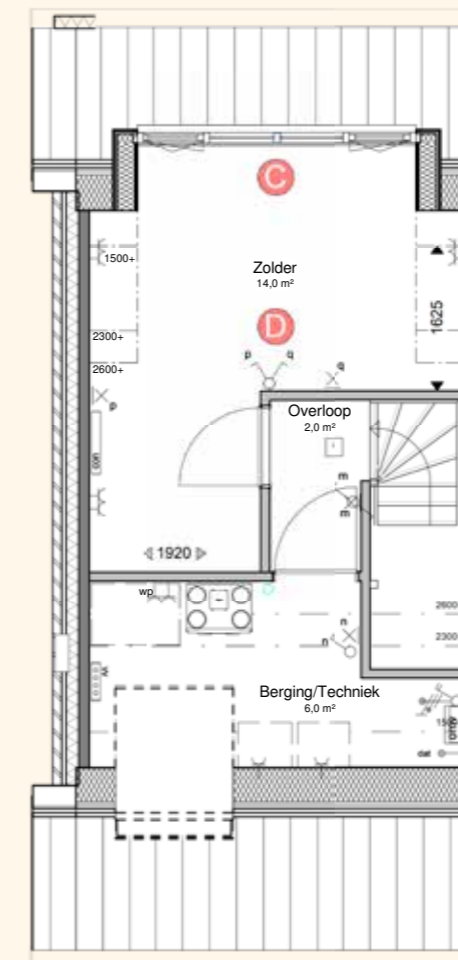 C
1500+
Zolder
14,0 m²
1625
D
2300+
2600+
p q
q
p
Overloop
2,0 m²
m
m
1920
wp
n
n
2600
2300
Berging/Techniek
6,0 m²
dat